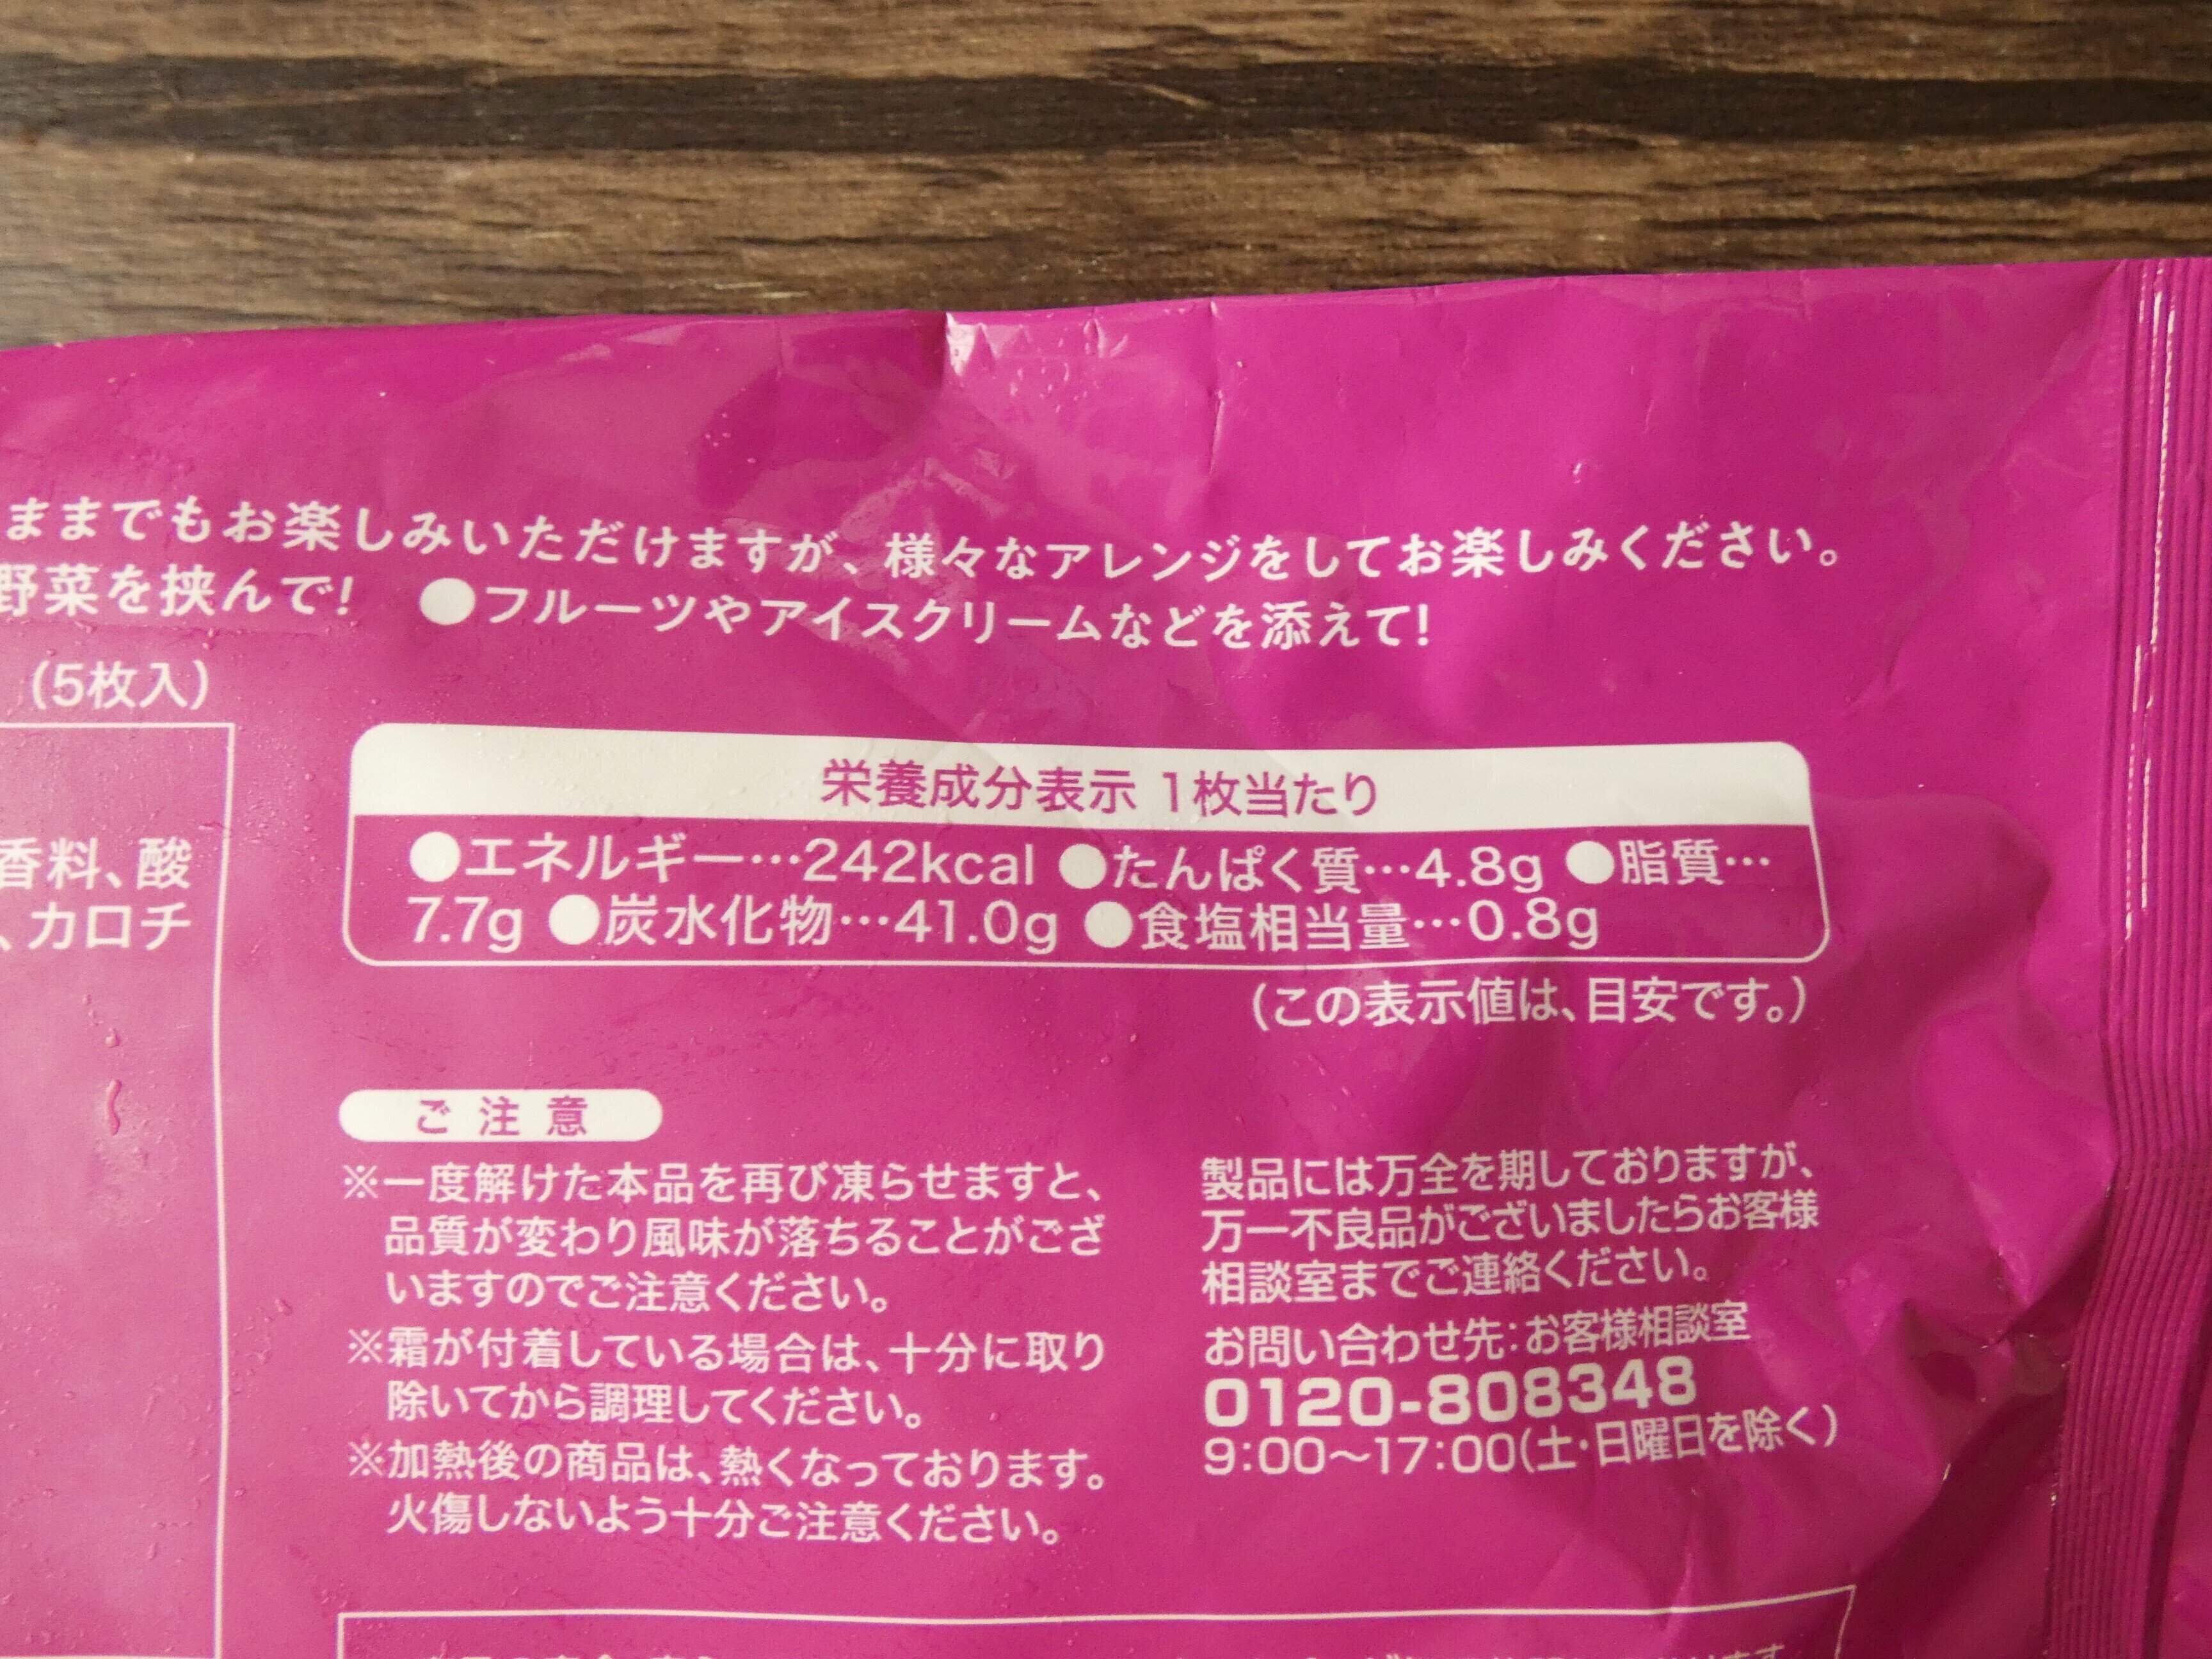 ままでもお楽しみいただけますが、様々なアレンジをしてお楽しみください。
野菜を挟んで! ●フルーツやアイスクリームなどを添えて!
(5枚入)
香料、酸
、カロチ
栄養成分表示 1枚当たり
●エネルギー…242kcal ●たんぱく質…4.8g ●脂質…
7.7g ●炭水化物…41.0g ●食塩相当量…0.8g
(この表示値は、目安です。)
ご注意
※一度解けた本品を再び凍らせますと、
品質が変わり風味が落ちることがござ
いますのでご注意ください。
※霜が付着している場合は、十分に取り
除いてから調理してください。
※加熱後の商品は、熱くなっております。
火傷しないよう十分ご注意ください。
製品には万全を期しておりますが、
万一不良品がございましたらお客様
相談室までご連絡ください。
お問い合わせ先:お客様相談室
0120-808348
9:00〜17:00(土・日曜日を除く)